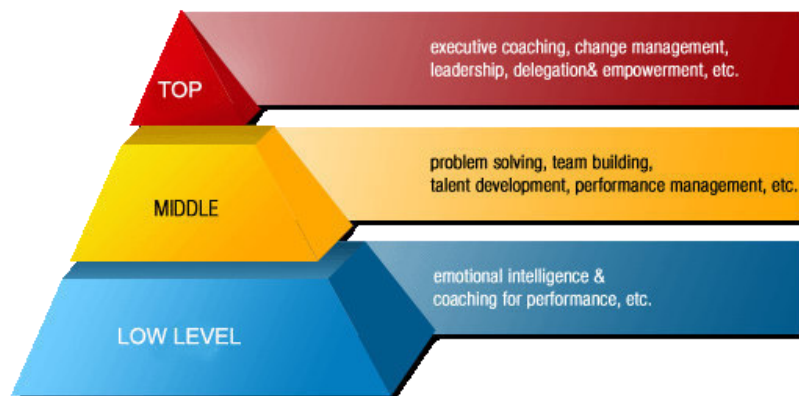 TOP
executive coaching, change management,
leadership, delegation& empowerment, etc.
MIDDLE
problem solving, team building,
talent development, performance management, etc.
LOW LEVEL
emotional intelligence &
coaching for performance, etc.